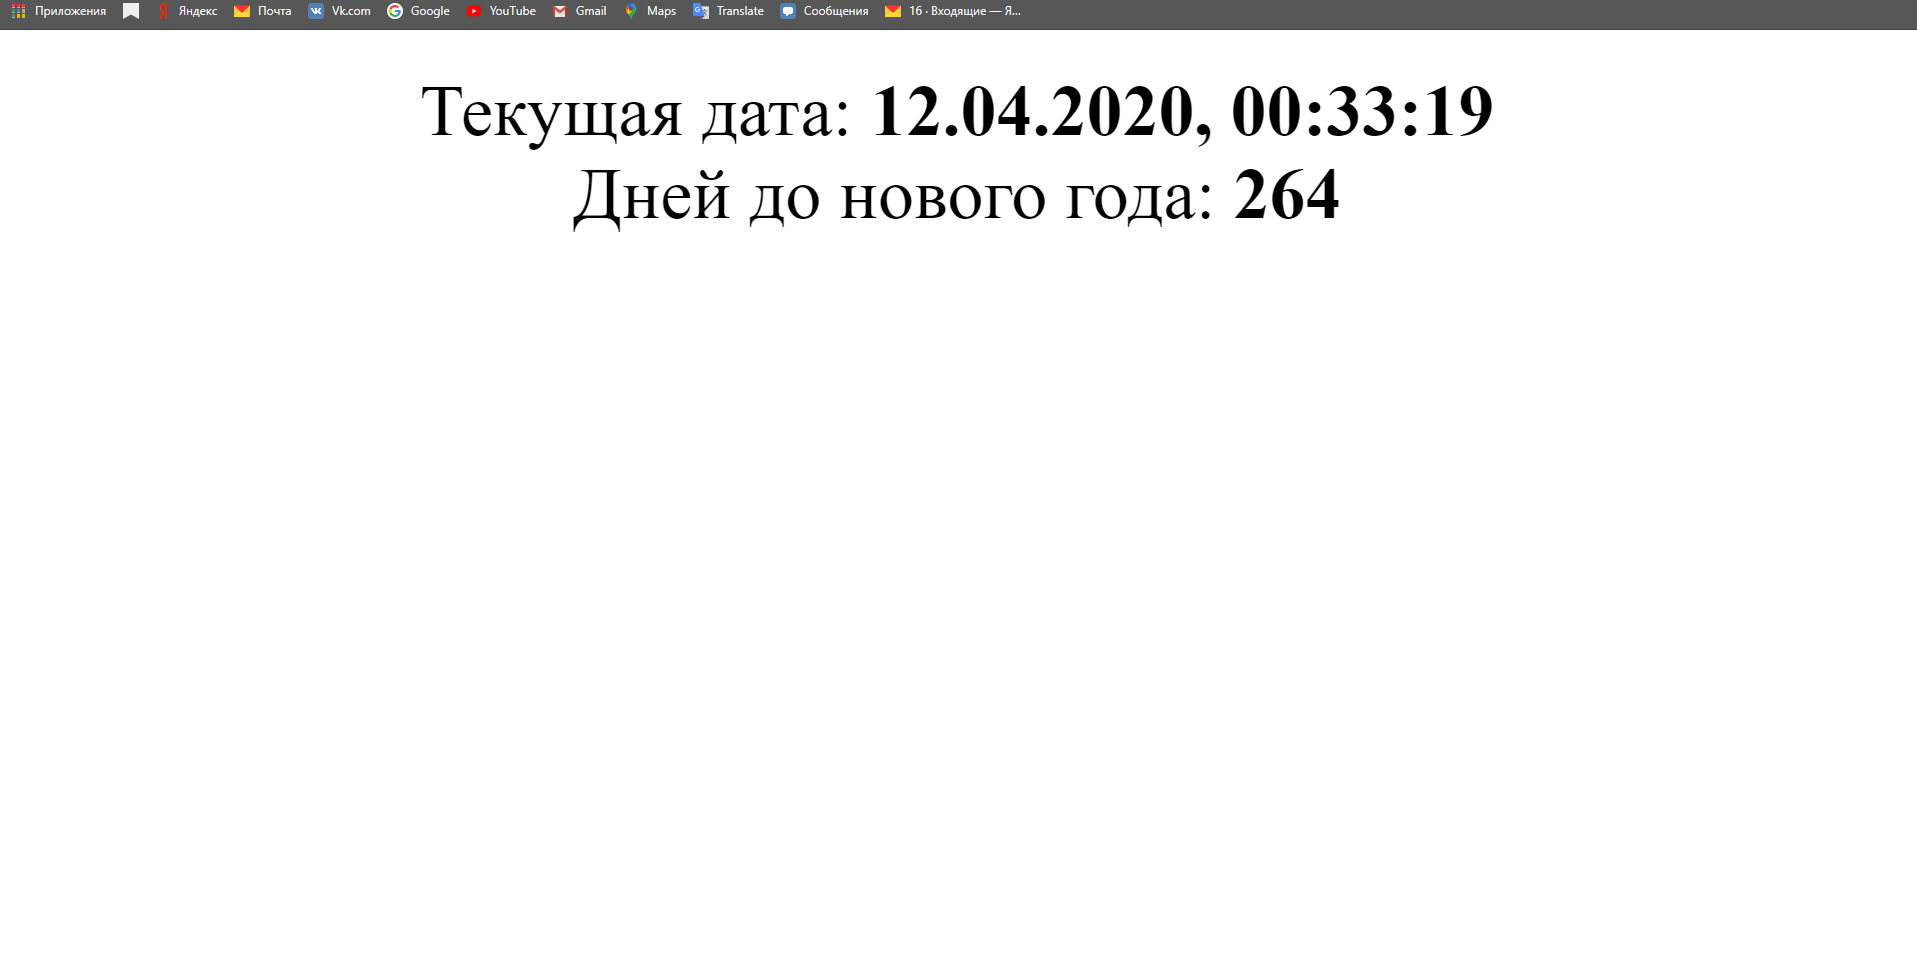 Приложения Яндекс Почта Vk.com Google YouTube Gmail Maps Translate Сообщения 16 · Входящие — Я...
Текущая дата: 12.04.2020, 00:33:19
Дней до нового года: 264